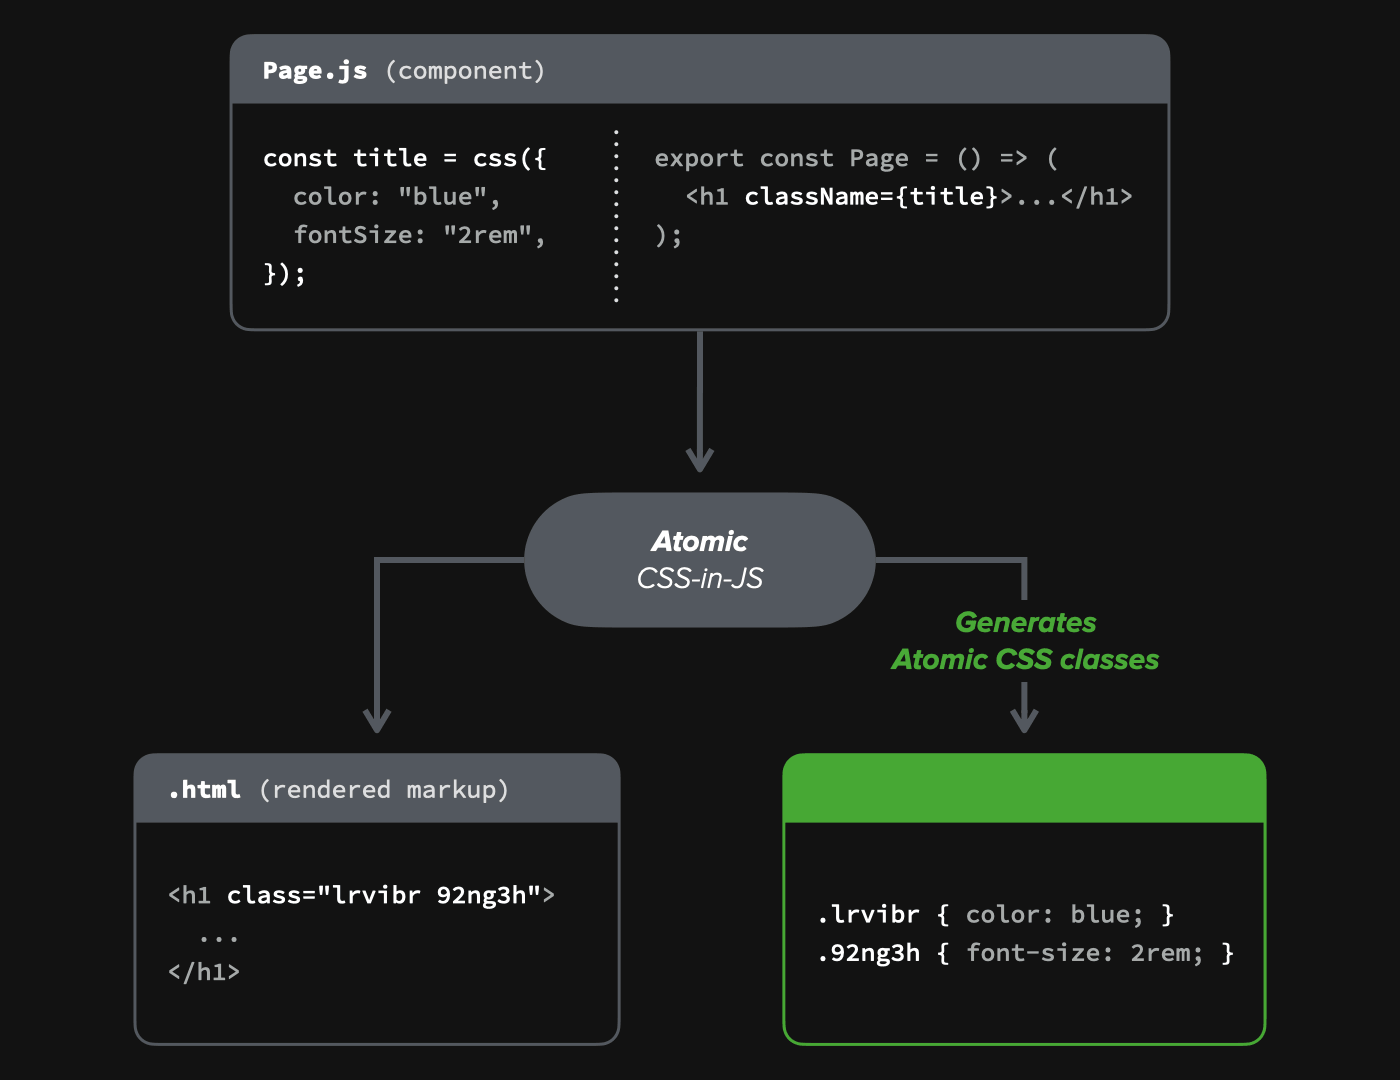 Page.js (component)
const title = css({
  color: "blue",
  fontSize: "2rem",
});
export const Page = () => (
  <h1 className={title}>...</h1>
);
Atomic
CSS-in-JS
Generates
Atomic CSS classes
.html (rendered markup)
<h1 class="lrvibr 92ng3h">
  ...
</h1>
.lrvibr { color: blue; }
.92ng3h { font-size: 2rem; }